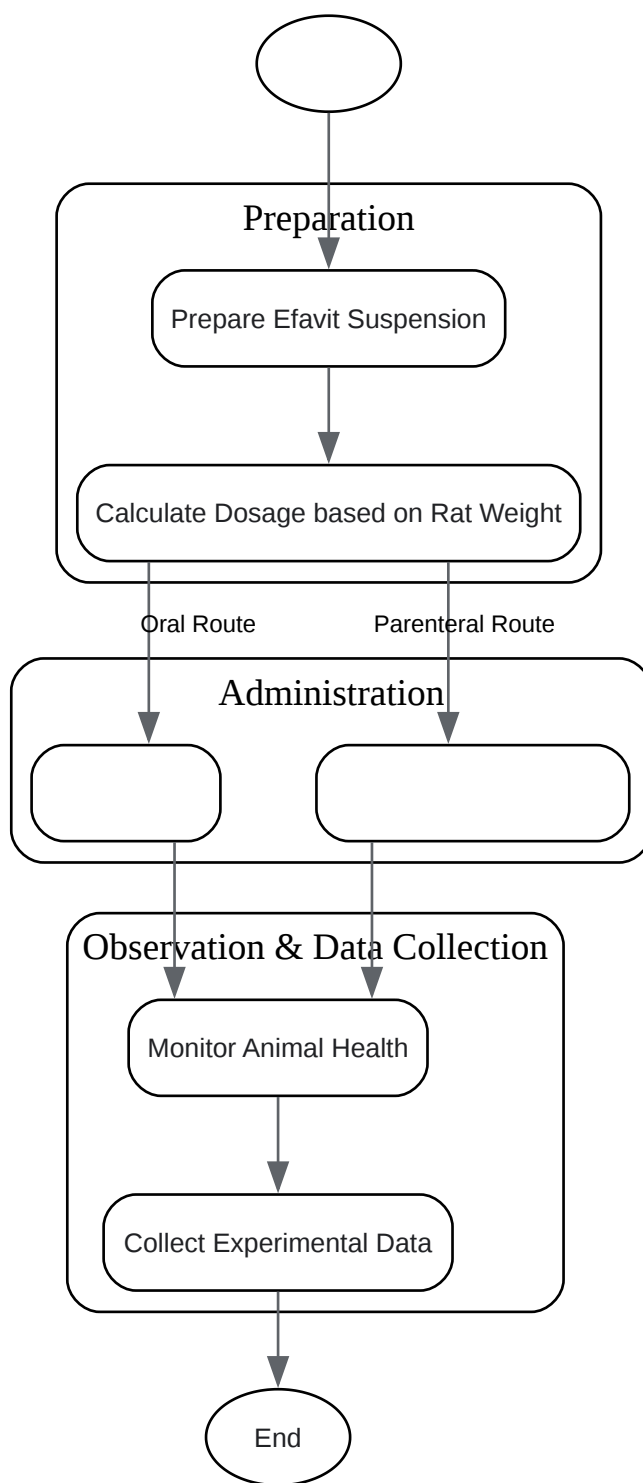 Preparation
Prepare Efavit Suspension
Calculate Dosage based on Rat Weight
Oral Route
Parenteral Route
Administration
Observation & Data Collection
Monitor Animal Health
Collect Experimental Data
End